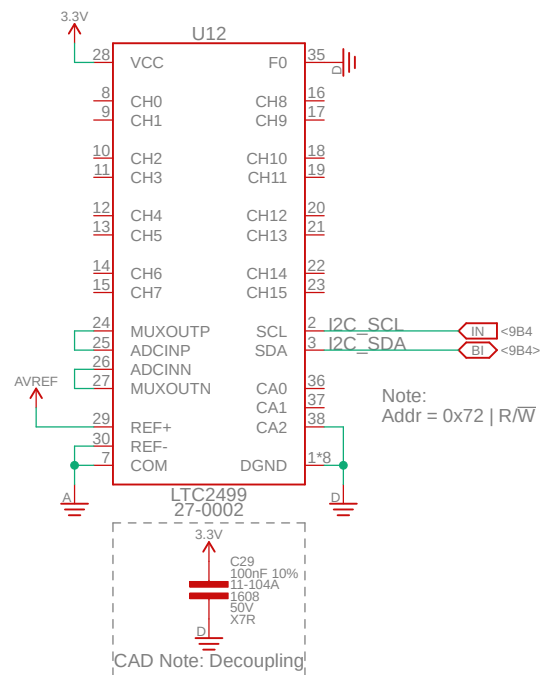 3.3V
U12
28 VCC F0 35 D
8 CH0 CH8 16
9 CH1 CH9 17
10 CH2 CH10 18
11 CH3 CH11 19
12 CH4 CH12 20
13 CH5 CH13 21
14 CH6 CH14 22
15 CH7 CH15 23
24 MUXOUTP SCL 2 I2C_SCL IN <9B4
25 ADCINP SDA 3 I2C_SDA BI <9B4>
26 ADCINN
27 MUXOUTN CA0 36
AVREF
CA1 37
29 REF+ CA2 38
30 REF-
7 COM DGND 1*8
Note:
Addr = 0x72 | R/W̅
A
D
LTC2499
27-0002
3.3V
C29
100nF 10%
11-104A
1608
50V
X7R
D
CAD Note: Decoupling